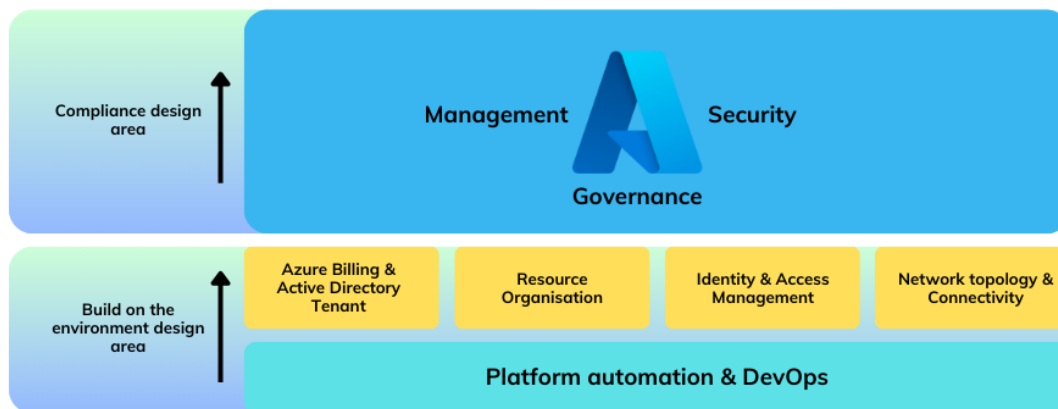 Compliance design
area
Management
Security
Governance
Build on the
environment design
area
Azure Billing &
Active Directory
Tenant
Resource
Organisation
Identity & Access
Management
Network topology &
Connectivity
Platform automation & DevOps